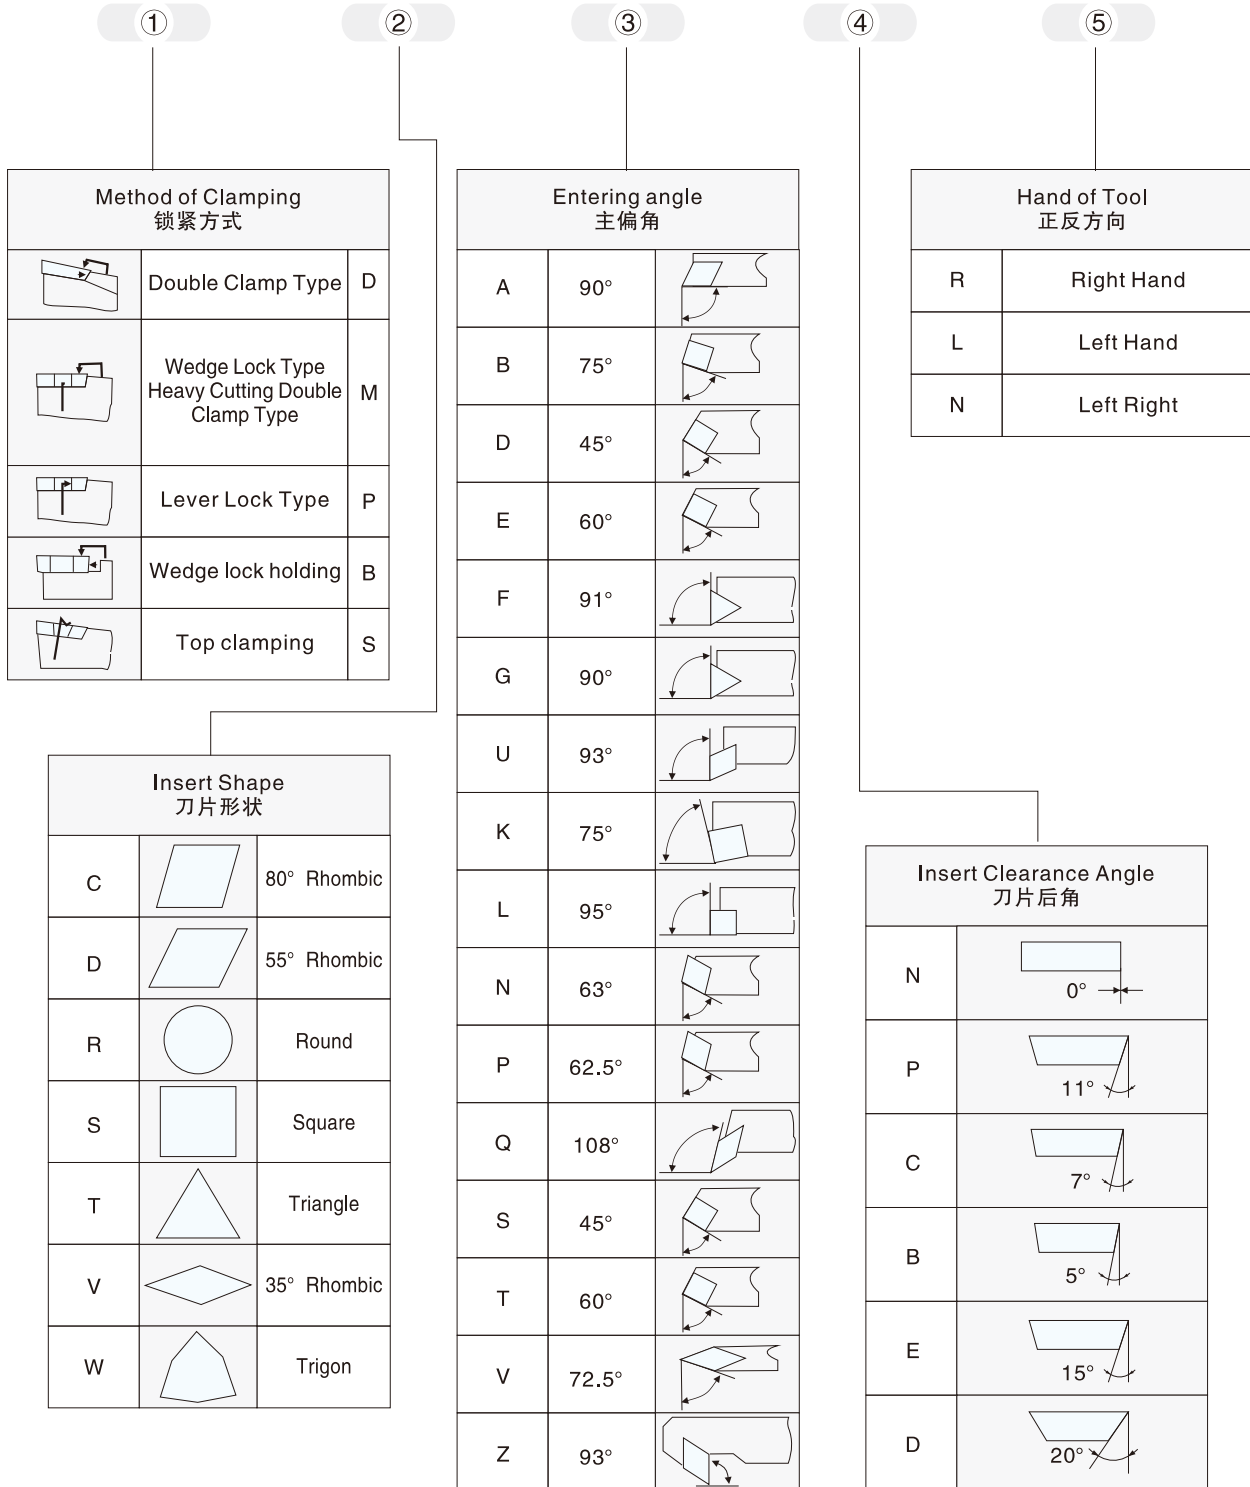 ① ② ③ ④ ⑤
Method of Clamping
锁紧方式
Double Clamp Type D
Wedge Lock Type
Heavy Cutting Double
Clamp Type
M
Lever Lock Type P
Wedge lock holding B
Top clamping S
Insert Shape
刀片形状
C 80° Rhombic
D 55° Rhombic
R Round
S Square
T Triangle
V 35° Rhombic
W Trigon
Entering angle
主偏角
A 90°
B 75°
D 45°
E 60°
F 91°
G 90°
U 93°
K 75°
L 95°
N 63°
P 62.5°
Q 108°
S 45°
T 60°
V 72.5°
Z 93°
Hand of Tool
正反方向
R Right Hand
L Left Hand
N Left Right
Insert Clearance Angle
刀片后角
N 0°
P 11°
C 7°
B 5°
E 15°
D 20°